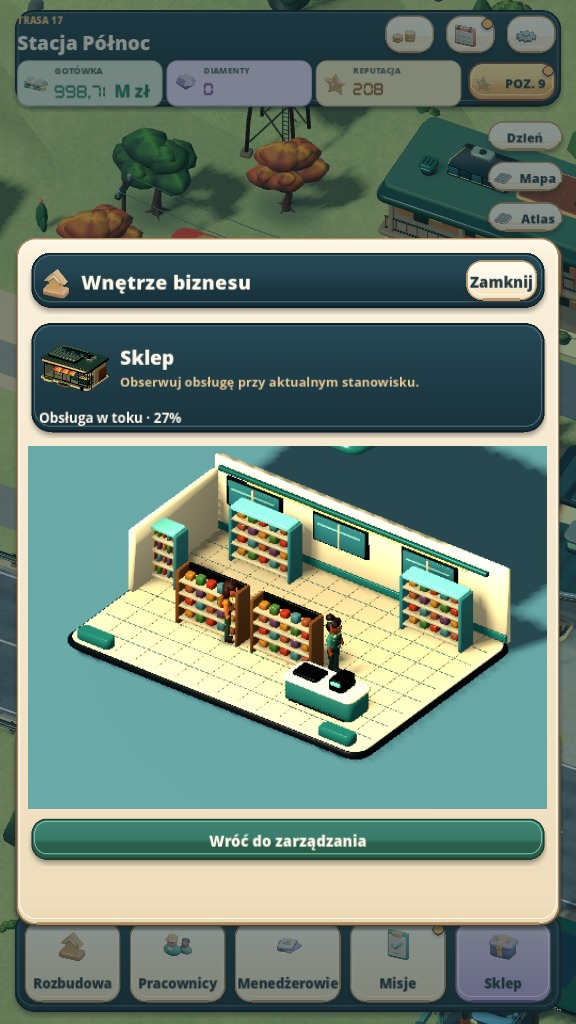 TRASA 17
Stacja Północ
GOTÓWKA
998,71 M zł
DIAMENTY
0
REPUTACJA
208
POZ. 9
Dzień
Mapa
Atlas
Wnętrze biznesu
Zamknij
Sklep
Obserwuj obsługę przy aktualnym stanowisku.
Obsługa w toku · 27%
Wróć do zarządzania
Rozbudowa
Pracownicy
Menedżerowie
Misje
Sklep